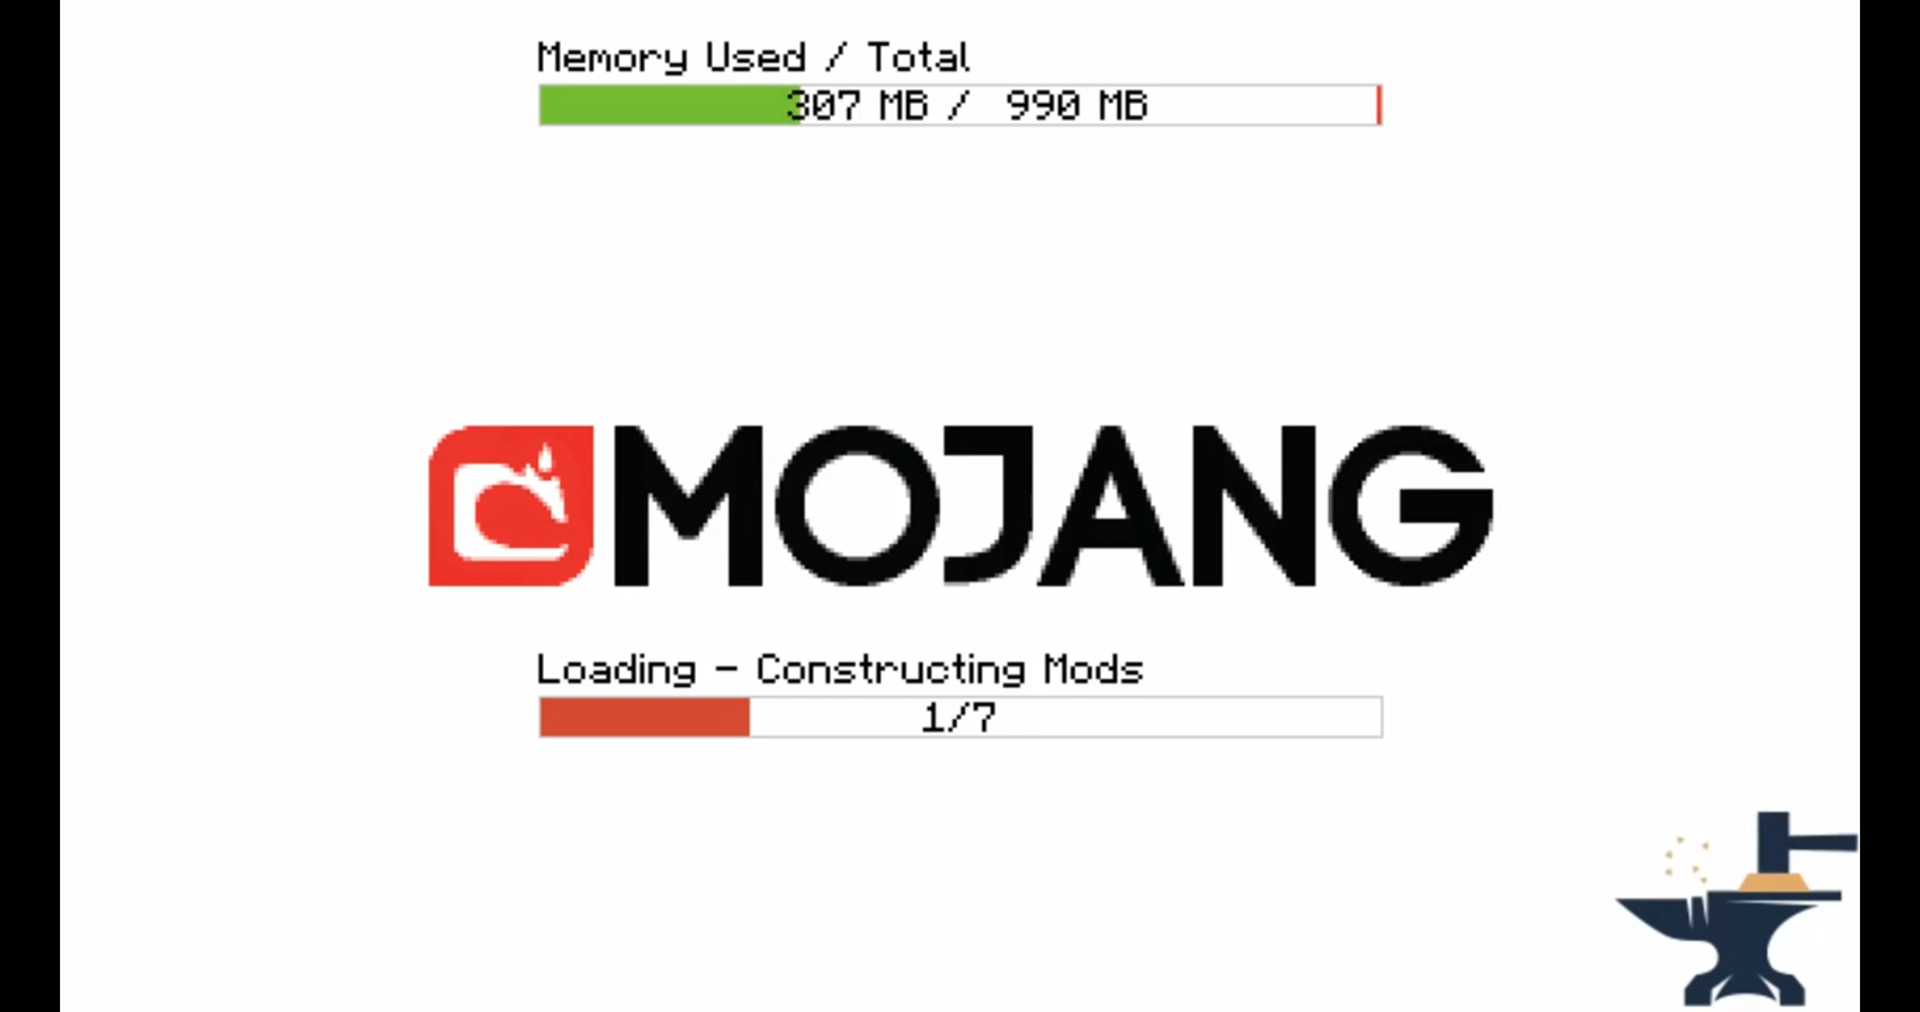 Memory Used / Total
307 MB / 990 MB
MOJANG
Loading - Constructing Mods
1/7